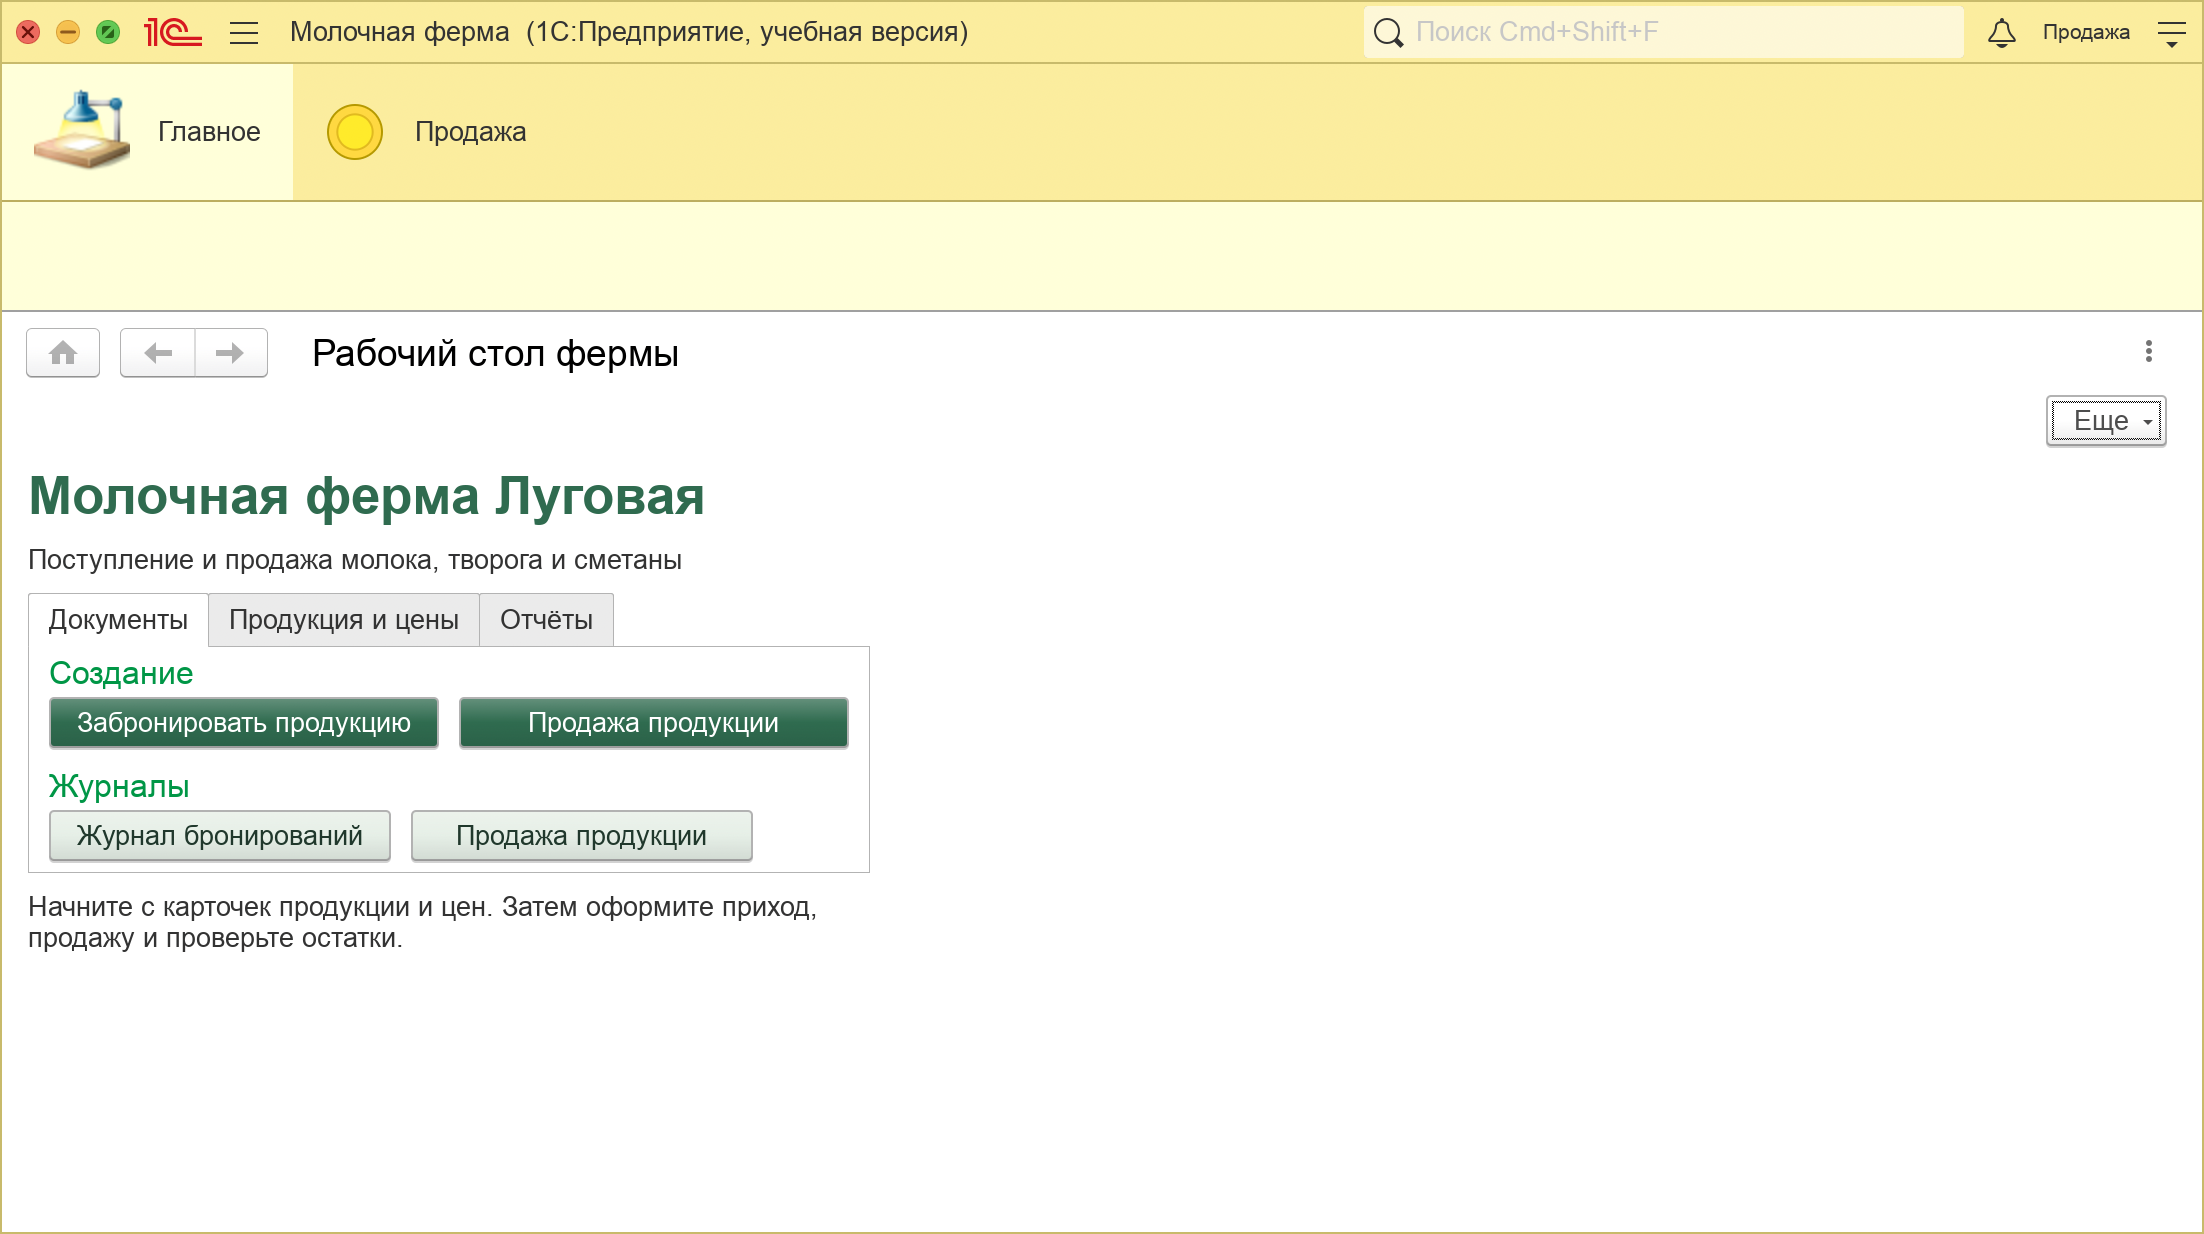 1С Молочная ферма (1С:Предприятие, учебная версия) Поиск Cmd+Shift+F Продажа
Главное Продажа
Рабочий стол фермы
Еще
Молочная ферма Луговая
Поступление и продажа молока, творога и сметаны
Документы Продукция и цены Отчёты
Создание
Забронировать продукцию Продажа продукции
Журналы
Журнал бронирований Продажа продукции
Начните с карточек продукции и цен. Затем оформите приход,
продажу и проверьте остатки.